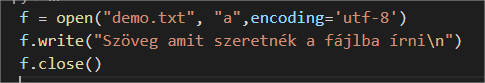 f = open("demo.txt", "a",encoding='utf-8')
f.write("Szöveg amit szeretnék a fájlba írni\n")
f.close()